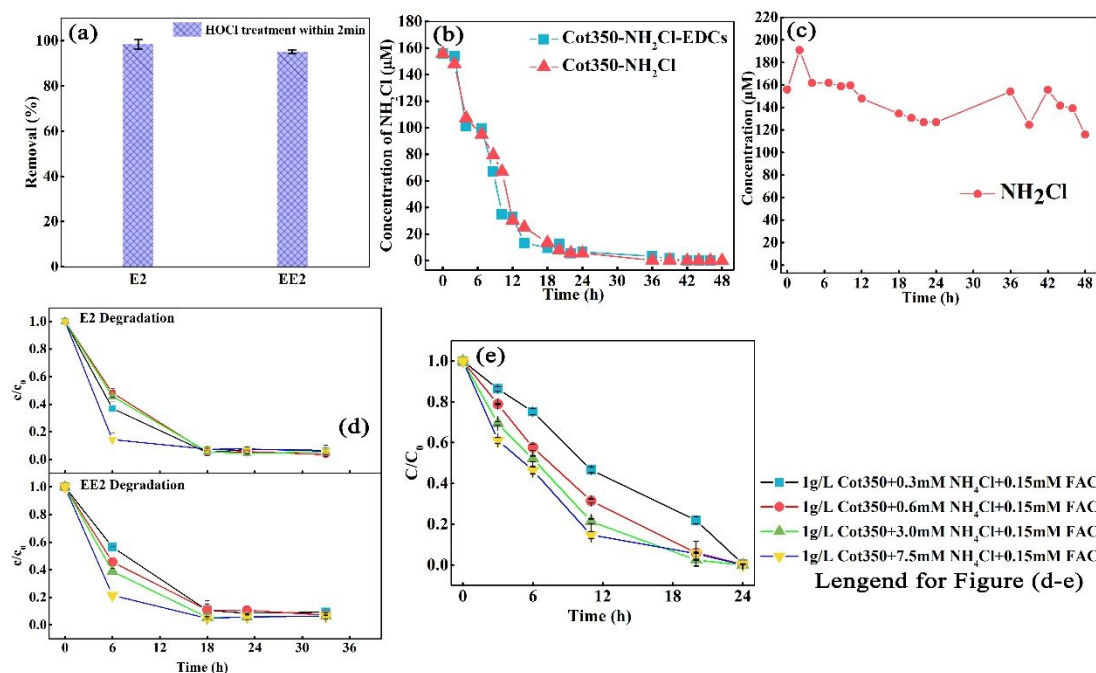 (a)
HOCl treatment within 2min
Removal (%)
100
80
60
40
20
0
E2
EE2
(b)
Cot350-NH2Cl-EDCs
Cot350-NH2Cl
Concentration of NH2Cl (μM)
160
140
120
100
80
60
40
20
0
0 6 12 18 24 30 36 42 48
Time (h)
(c)
Concentration (μM)
220
200
180
160
140
120
100
80
60
40
20
0
NH2Cl
0 6 12 18 24 30 36 42 48
Time (h)
E2 Degradation
(d)
c/c0
1.0
0.8
0.6
0.4
0.2
0.0
EE2 Degradation
c/c0
1.0
0.8
0.6
0.4
0.2
0.0
0 6 12 18 24 30 36
Time (h)
(e)
C/C0
1.0
0.8
0.6
0.4
0.2
0.0
0 6 12 18 24
Time (h)
1g/L Cot350+0.3mM NH4Cl+0.15mM FAC
1g/L Cot350+0.6mM NH4Cl+0.15mM FAC
1g/L Cot350+3.0mM NH4Cl+0.15mM FAC
1g/L Cot350+7.5mM NH4Cl+0.15mM FAC
Lengend for Figure (d-e)